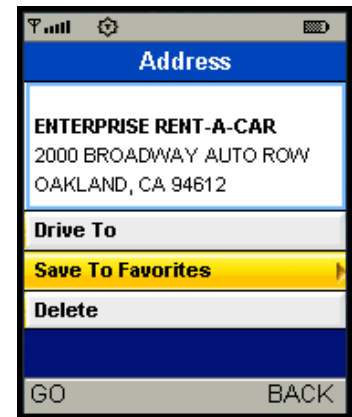 Address
ENTERPRISE RENT-A-CAR
2000 BROADWAY AUTO ROW
OAKLAND, CA 94612
Drive To
Save To Favorites
Delete
GO BACK